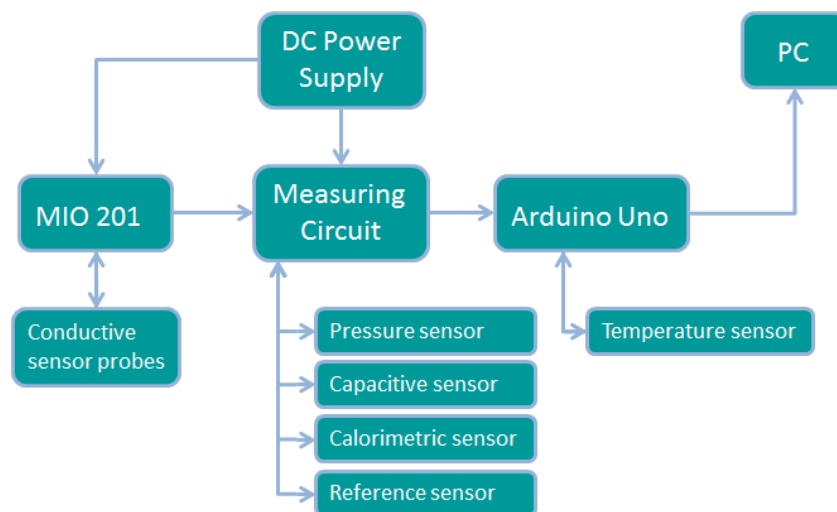 DC Power
Supply
PC
MIO 201
Measuring
Circuit
Arduino Uno
Conductive
sensor probes
Pressure sensor
Temperature sensor
Capacitive sensor
Calorimetric sensor
Reference sensor